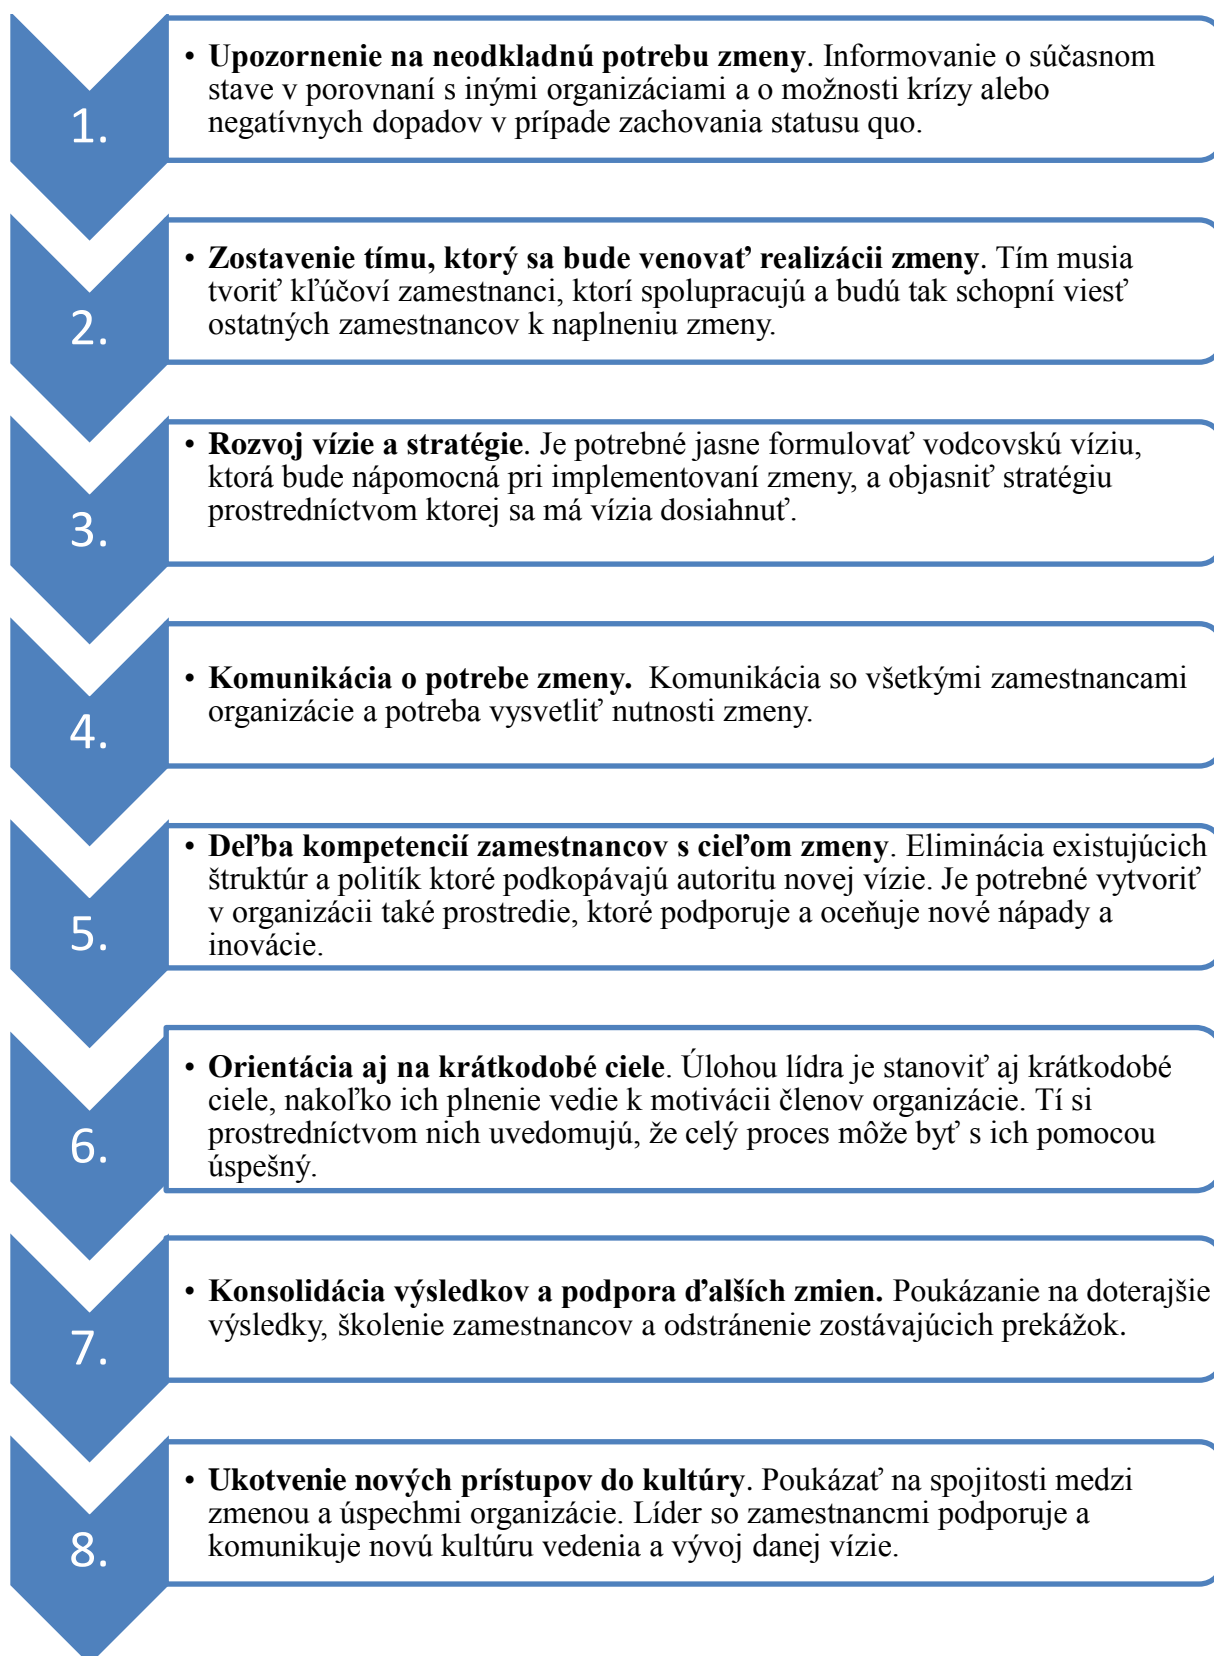 1.
• Upozornenie na neodkladnú potrebu zmeny. Informovanie o súčasnom
stave v porovnaní s inými organizáciami a o možnosti krízy alebo
negatívnych dopadov v prípade zachovania statusu quo.
2.
• Zostavenie tímu, ktorý sa bude venovať realizácii zmeny. Tím musia
tvoriť kľúčoví zamestnanci, ktorí spolupracujú a budú tak schopní viesť
ostatných zamestnancov k naplneniu zmeny.
3.
• Rozvoj vízie a stratégie. Je potrebné jasne formulovať vodcovskú víziu,
ktorá bude nápomocná pri implementovaní zmeny, a objasniť stratégiu
prostredníctvom ktorej sa má vízia dosiahnuť.
4.
• Komunikácia o potrebe zmeny. Komunikácia so všetkými zamestnancami
organizácie a potreba vysvetliť nutnosti zmeny.
5.
• Deľba kompetencií zamestnancov s cieľom zmeny. Eliminácia existujúcich
štruktúr a politík ktoré podkopávajú autoritu novej vízie. Je potrebné vytvoriť
v organizácii také prostredie, ktoré podporuje a oceňuje nové nápady a
inovácie.
6.
• Orientácia aj na krátkodobé ciele. Úlohou lídra je stanoviť aj krátkodobé
ciele, nakoľko ich plnenie vedie k motivácii členov organizácie. Tí si
prostredníctvom nich uvedomujú, že celý proces môže byť s ich pomocou
úspešný.
7.
• Konsolidácia výsledkov a podpora ďalších zmien. Poukázanie na doterajšie
výsledky, školenie zamestnancov a odstránenie zostávajúcich prekážok.
8.
• Ukotvenie nových prístupov do kultúry. Poukázať na spojitosti medzi
zmenou a úspechmi organizácie. Líder so zamestnancmi podporuje a
komunikuje novú kultúru vedenia a vývoj danej vízie.